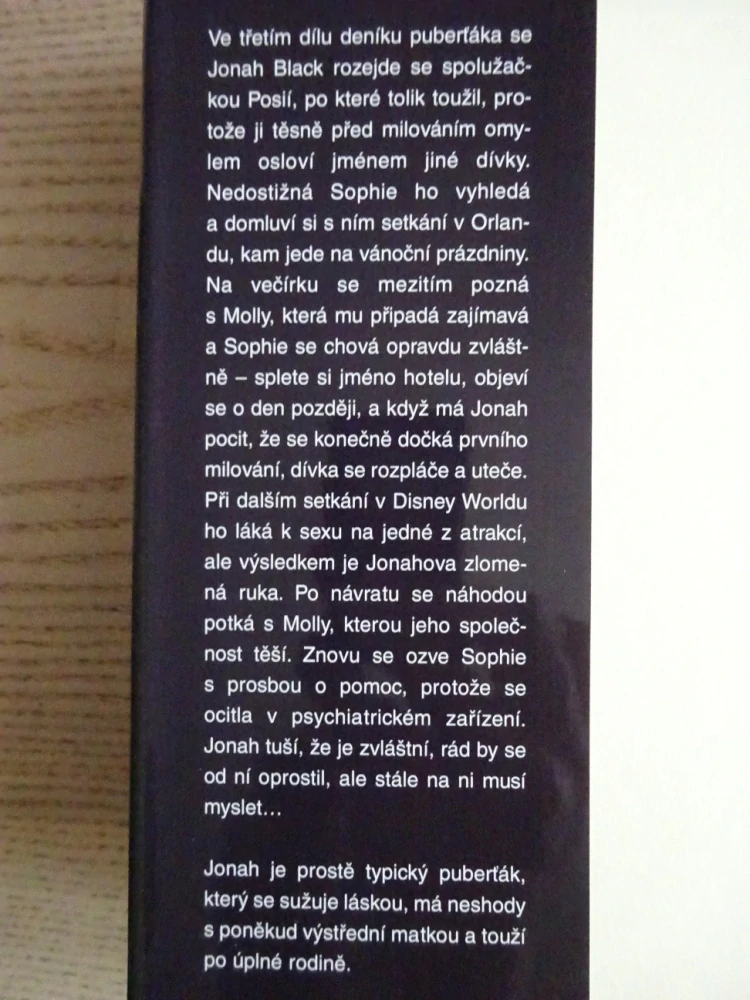 Ve třetím dílu deníku puberťáka se
Jonah Black rozejde se spolužač-
kou Posií, po které tolik toužil, pro-
tože ji těsně před milováním omy-
lem osloví jménem jiné dívky.
Nedostižná Sophie ho vyhledá
a domluví si s ním setkání v Orlan-
du, kam jede na vánoční prázdniny.
Na večírku se mezitím pozná
s Molly, která mu připadá zajímavá
a Sophie se chová opravdu zvlášt-
ně – splete si jméno hotelu, objeví
se o den později, a když má Jonah
pocit, že se konečně dočká prvního
milování, dívka se rozpláče a uteče.
Při dalším setkání v Disney Worldu
ho láká k sexu na jedné z atrakcí,
ale výsledkem je Jonahova zlome-
ná ruka. Po návratu se náhodou
potká s Molly, kterou jeho společ-
nost těší. Znovu se ozve Sophie
s prosbou o pomoc, protože se
ocitla v psychiatrickém zařízení.
Jonah tuší, že je zvláštní, rád by se
od ní oprostil, ale stále na ni musí
myslet...
Jonah je prostě typický puberťák,
který se sužuje láskou, má neshody
s poněkud výstřední matkou a touží
po úplné rodině.